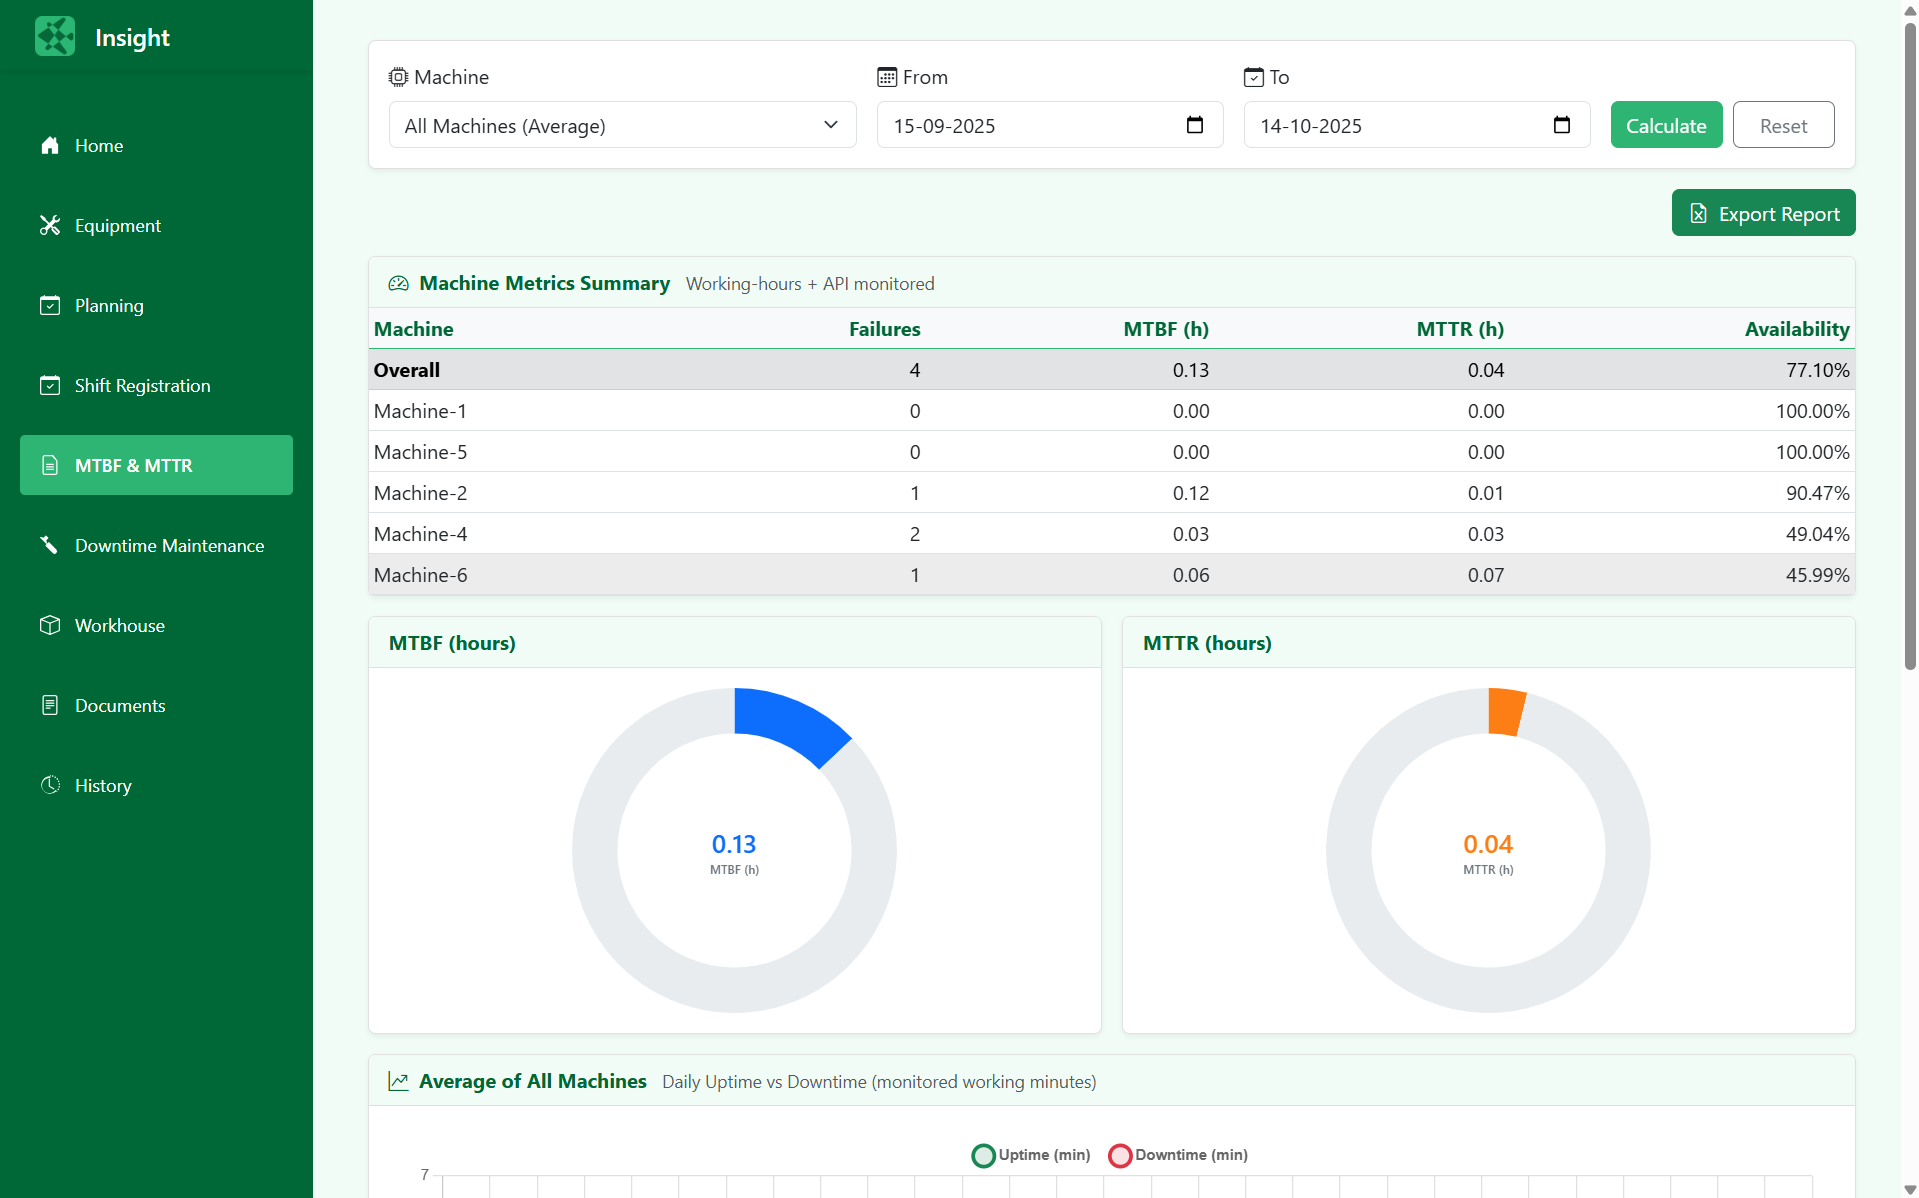 Insight
Home
Equipment
Planning
Shift Registration
MTBF & MTTR
Downtime Maintenance
Workhouse
Documents
History
Machine From To
All Machines (Average) 15-09-2025 14-10-2025 Calculate Reset
Export Report
Machine Metrics Summary Working-hours + API monitored
Machine Failures MTBF (h) MTTR (h) Availability
Overall 4 0.13 0.04 77.10%
Machine-1 0 0.00 0.00 100.00%
Machine-5 0 0.00 0.00 100.00%
Machine-2 1 0.12 0.01 90.47%
Machine-4 2 0.03 0.03 49.04%
Machine-6 1 0.06 0.07 45.99%
MTBF (hours)
0.13
MTBF (h)
MTTR (hours)
0.04
MTTR (h)
Average of All Machines Daily Uptime vs Downtime (monitored working minutes)
Uptime (min) Downtime (min)
7